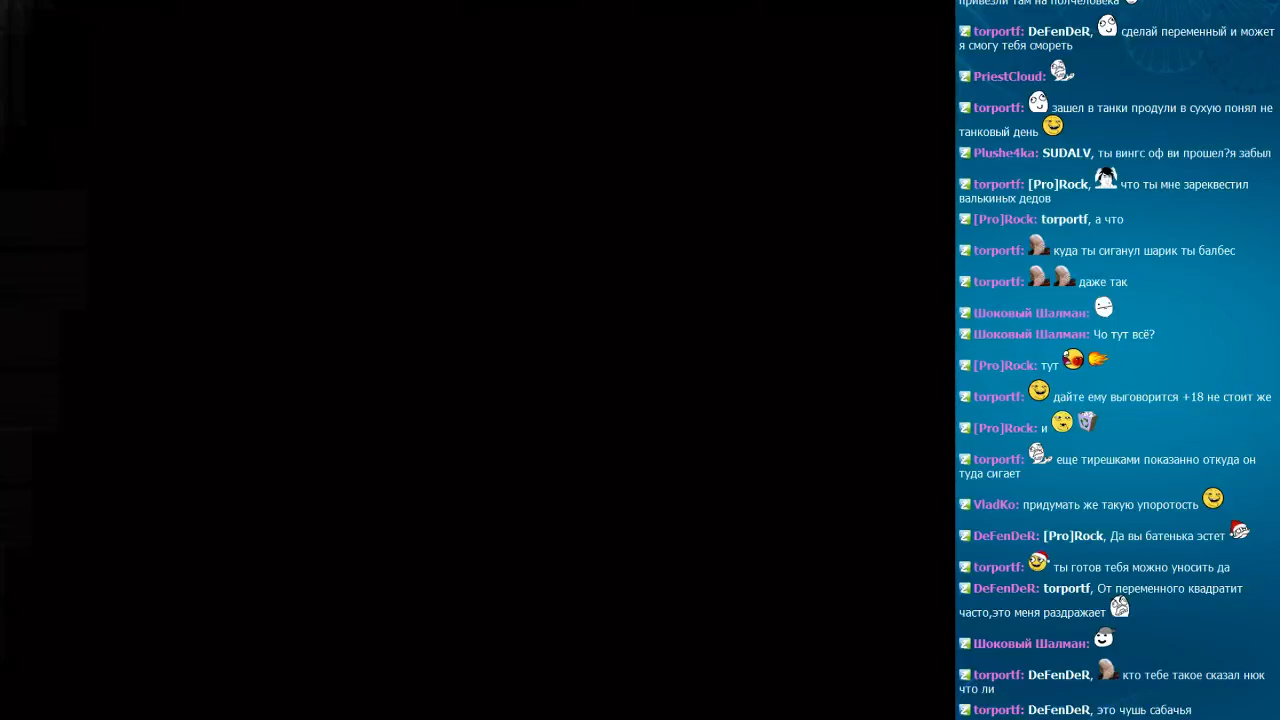 привезли там на полчеловека
torportf: DeFenDeR, сделай переменный и может
я смогу тебя смореть
PriestCloud:
torportf: зашел в танки продули в сухую понял не
танковый день
Plushe4ka: SUDALV, ты вингс оф ви прошел?я забыл
torportf: [Pro]Rock, что ты мне зареквестил
валькиных дедов
[Pro]Rock: torportf, а что
torportf: куда ты сиганул шарик ты балбес
torportf: даже так
Шоковый Шалман:
Шоковый Шалман: Чо тут всё?
[Pro]Rock: тут
torportf: дайте ему выговорится +18 не стоит же
[Pro]Rock: и
torportf: еще тирешками показанно откуда он
туда сигает
VladKo: придумать же такую упоротость
DeFenDeR: [Pro]Rock, Да вы батенька эстет
torportf: ты готов тебя можно уносить да
DeFenDeR: torportf, От переменного квадратит
часто,это меня раздражает
Шоковый Шалман:
torportf: DeFenDeR, кто тебе такое сказал нюк
что ли
torportf: DeFenDeR, это чушь сабачья